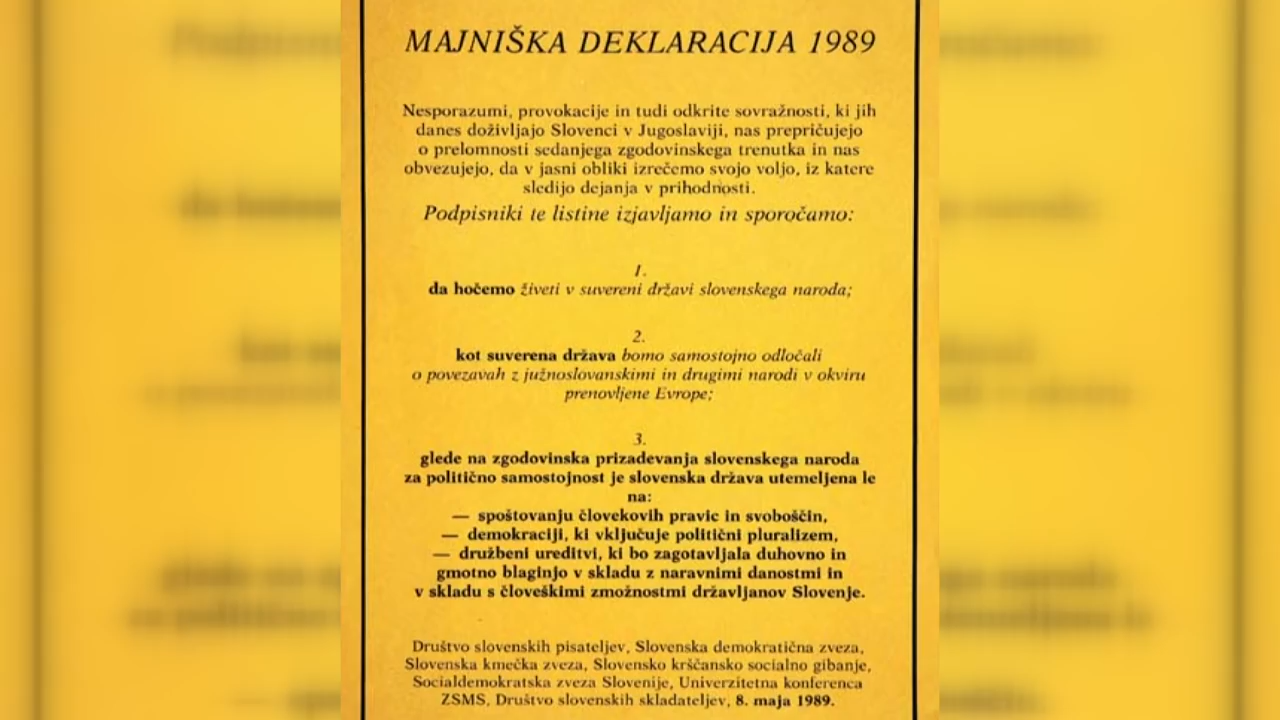 MAJNIŠKA DEKLARACIJA 1989
Nesporazumi, provokacije in tudi odkrite sovražnosti, ki jih
danes doživljajo Slovenci v Jugoslaviji, nas prepričujejo
o prelomnosti sedanjega zgodovinskega trenutka in nas
obvezujejo, da v jasni obliki izrečemo svojo voljo, iz katere
sledijo dejanja v prihodnosti.
Podpisniki te listine izjavljamo in sporočamo:
1.
da hočemo živeti v suvereni državi slovenskega naroda;
2.
kot suverena država bomo samostojno odločali
o povezavah z južnoslovanskimi in drugimi narodi v okviru
prenovljene Evrope;
3.
glede na zgodovinska prizadevanja slovenskega naroda
za politično samostojnost je slovenska država utemeljena le
na:
— spoštovanju človekovih pravic in svoboščin,
— demokraciji, ki vključuje politični pluralizem,
— družbeni ureditvi, ki bo zagotavljala duhovno in
gmotno blaginjo v skladu z naravnimi danostmi in
v skladu s človeškimi zmožnostmi državljanov Slovenje.
Društvo slovenskih pisateljev, Slovenska demokratična zveza,
Slovenska kmečka zveza, Slovensko krščansko socialno gibanje,
Socialdemokratska zveza Slovenije, Univerzitetna konferenca
ZSMS, Društvo slovenskih skladateljev, 8. maja 1989.